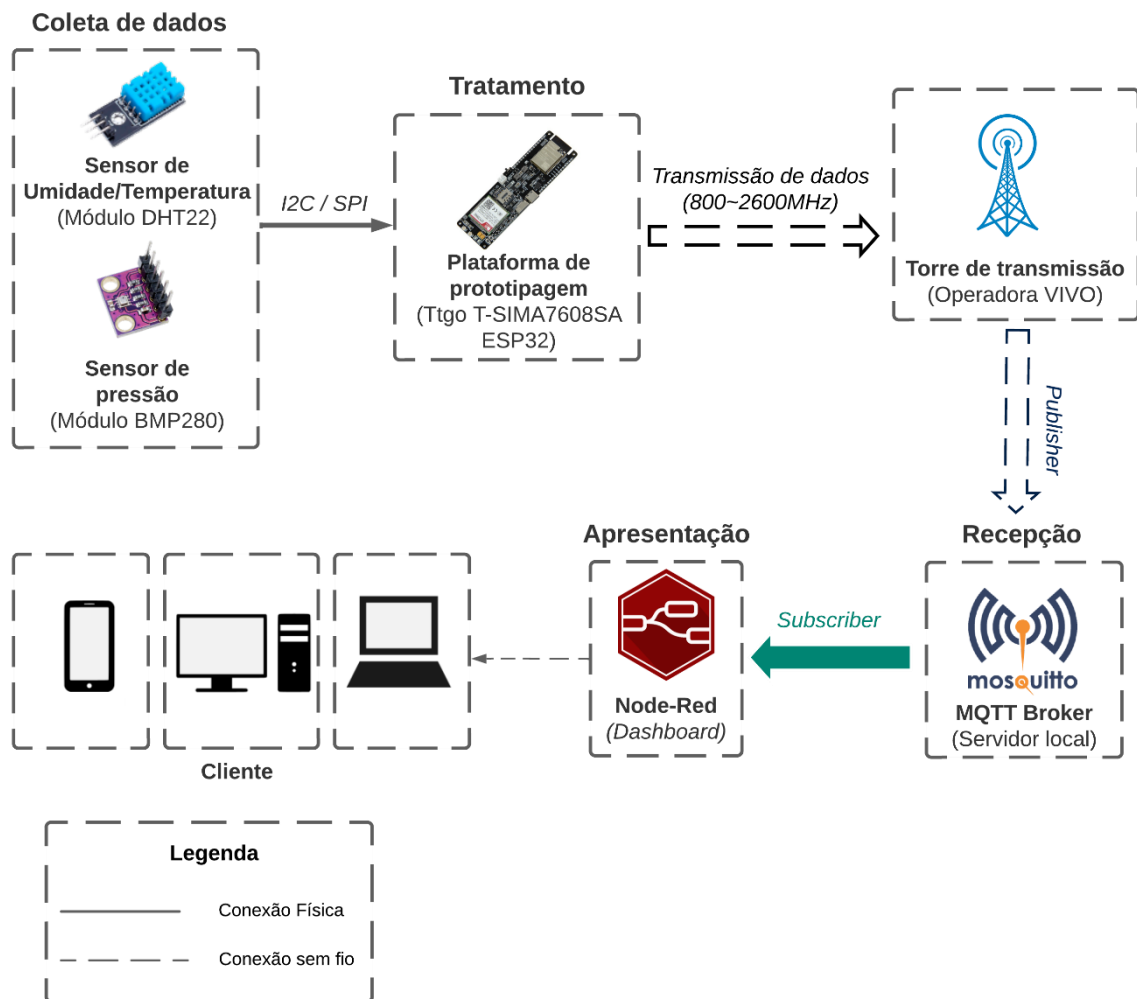 Coleta de dados
Sensor de
Umidade/Temperatura
(Módulo DHT22)
Sensor de
pressão
(Módulo BMP280)
I2C / SPI
Tratamento
Plataforma de
prototipagem
(Ttgo T-SIMA7608SA
ESP32)
Transmissão de dados
(800~2600MHz)
Torre de transmissão
(Operadora VIVO)
Publisher
Recepção
mosquitto
MQTT Broker
(Servidor local)
Subscriber
Apresentação
Node-Red
(Dashboard)
Cliente
Legenda
Conexão Física
Conexão sem fio